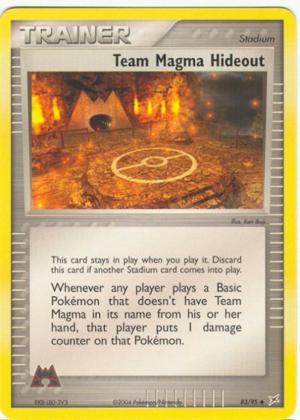 TRAINER
Stadium
Team Magma Hideout
illus. Ken Ikuji
This card stays in play when you play it. Discard
this card if another Stadium card comes into play.
Whenever any player plays a Basic
Pokémon that doesn't have Team
Magma in its name from his or her
hand, that player puts 1 damage
counter on that Pokémon.
©2004 Pokémon/Nintendo
83/95